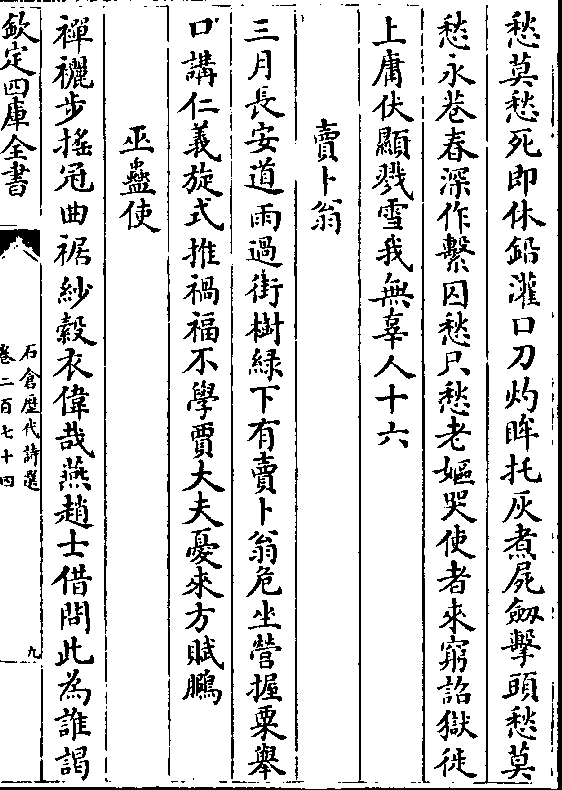 愁莫愁死即休鉛灌口刀灼眸托灰煮屍劔擊頭愁莫
愁永巷春深作繫囚愁只愁老嫗哭使者來窮詔獄徙
上庸伏顯戮雪我無辜人十六
賣卜翁
三月長安道雨過街樹緑下有賣卜翁危坐營握粟舉
口講仁義旋式推禍福不學賈大夫憂來方賦鵩
巫蠱使
襌纚步搖冠曲裾紗縠衣偉哉燕趙士借問此為誰謁
欽定四庫全書
石倉歴代詩選
卷二百七十四
九